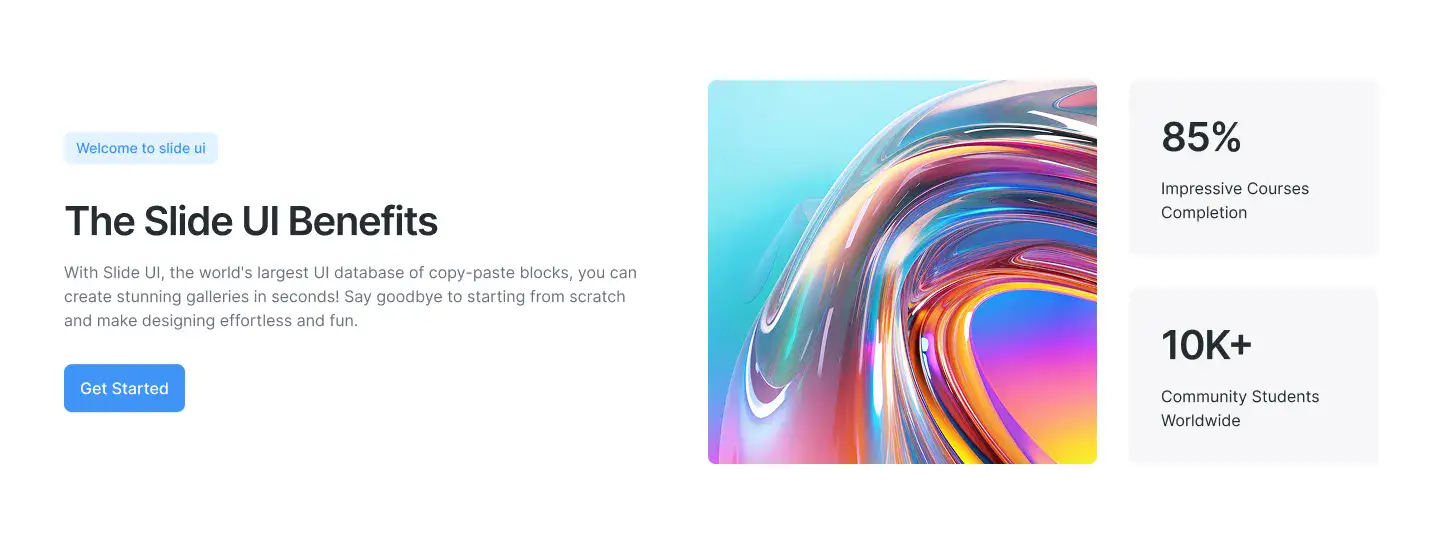 Welcome to slide ui
The Slide UI Benefits
With Slide UI, the world's largest UI database of copy-paste blocks, you can
create stunning galleries in seconds! Say goodbye to starting from scratch
and make designing effortless and fun.
Get Started
85%
Impressive Courses
Completion
10K+
Community Students
Worldwide